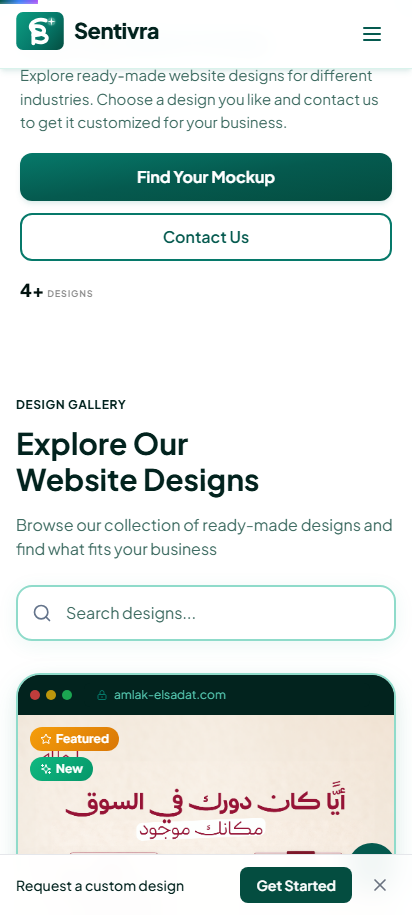 Sentivra
Explore ready-made website designs for different
industries. Choose a design you like and contact us
to get it customized for your business.
Find Your Mockup
Contact Us
4+ DESIGNS
DESIGN GALLERY
Explore Our
Website Designs
Browse our collection of ready-made designs and
find what fits your business
Search designs...
amlak-elsadat.com
Featured
New
أيًّا كان دورك في السوق
مكانك موجود
Request a custom design
Get Started